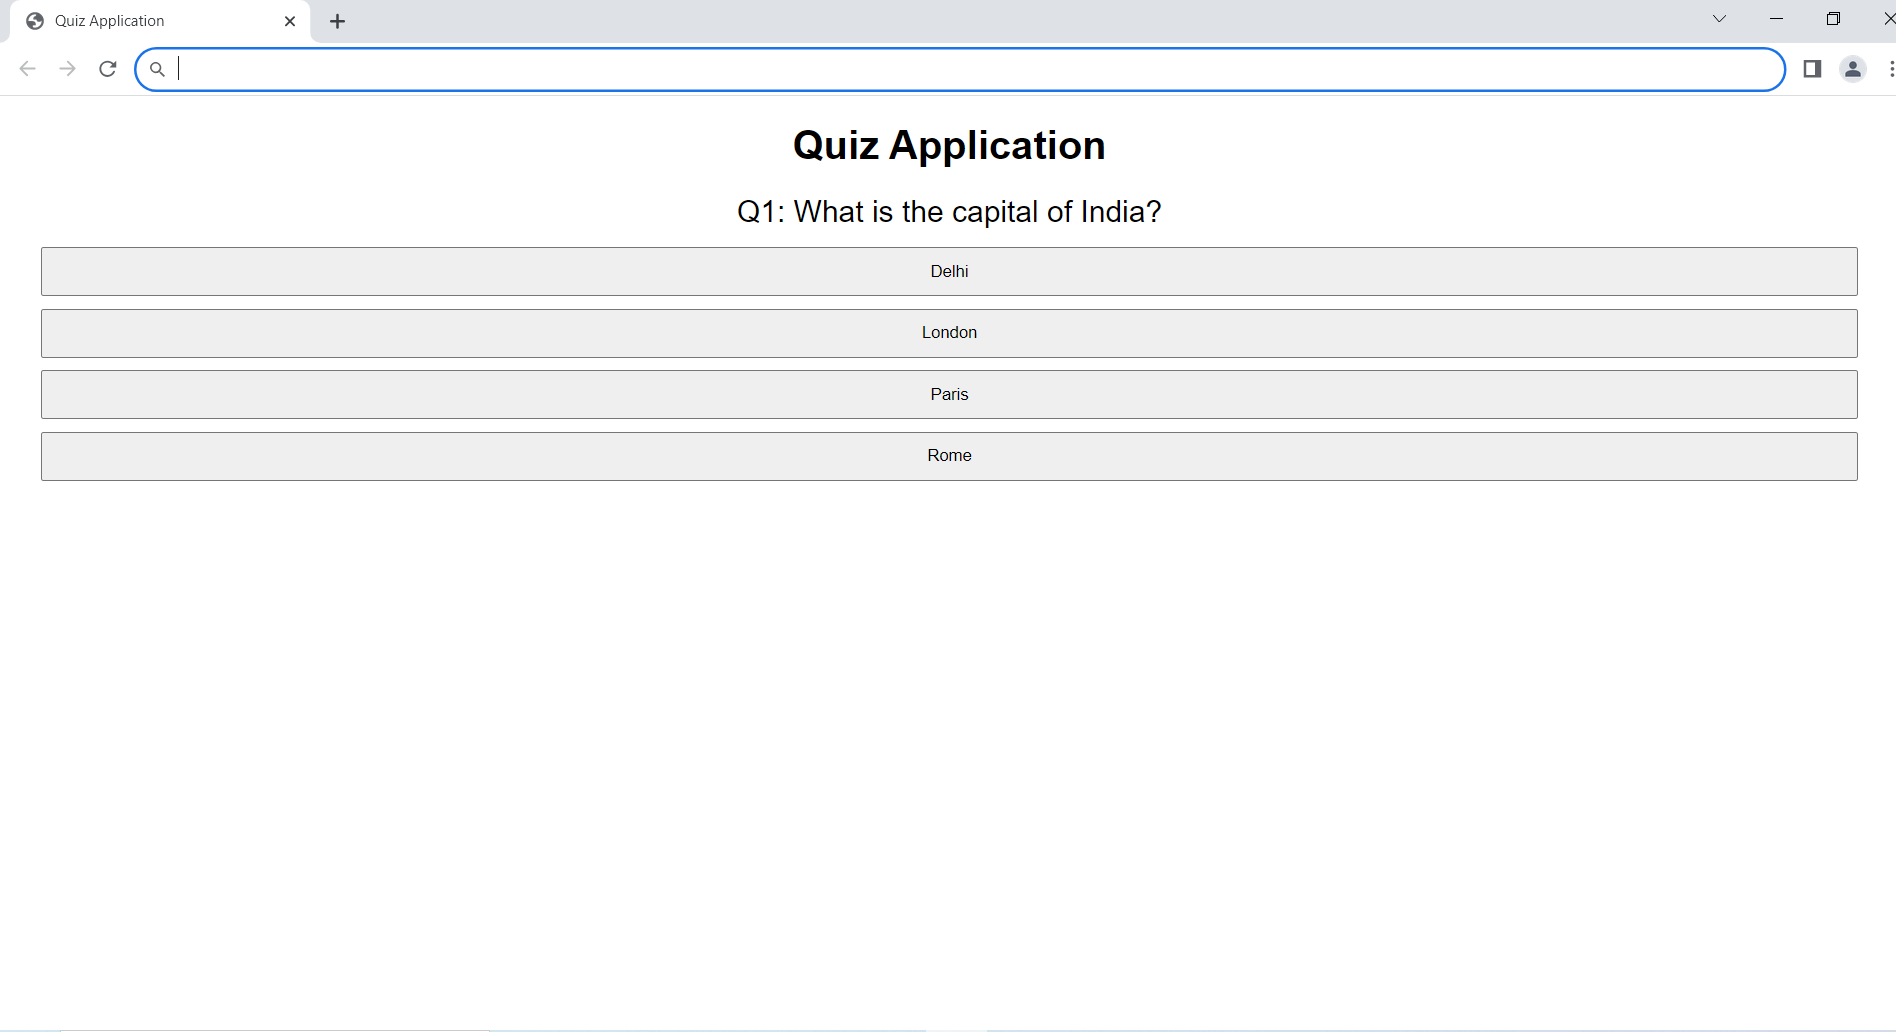 Quiz Application
Quiz Application
Q1: What is the capital of India?
Delhi
London
Paris
Rome